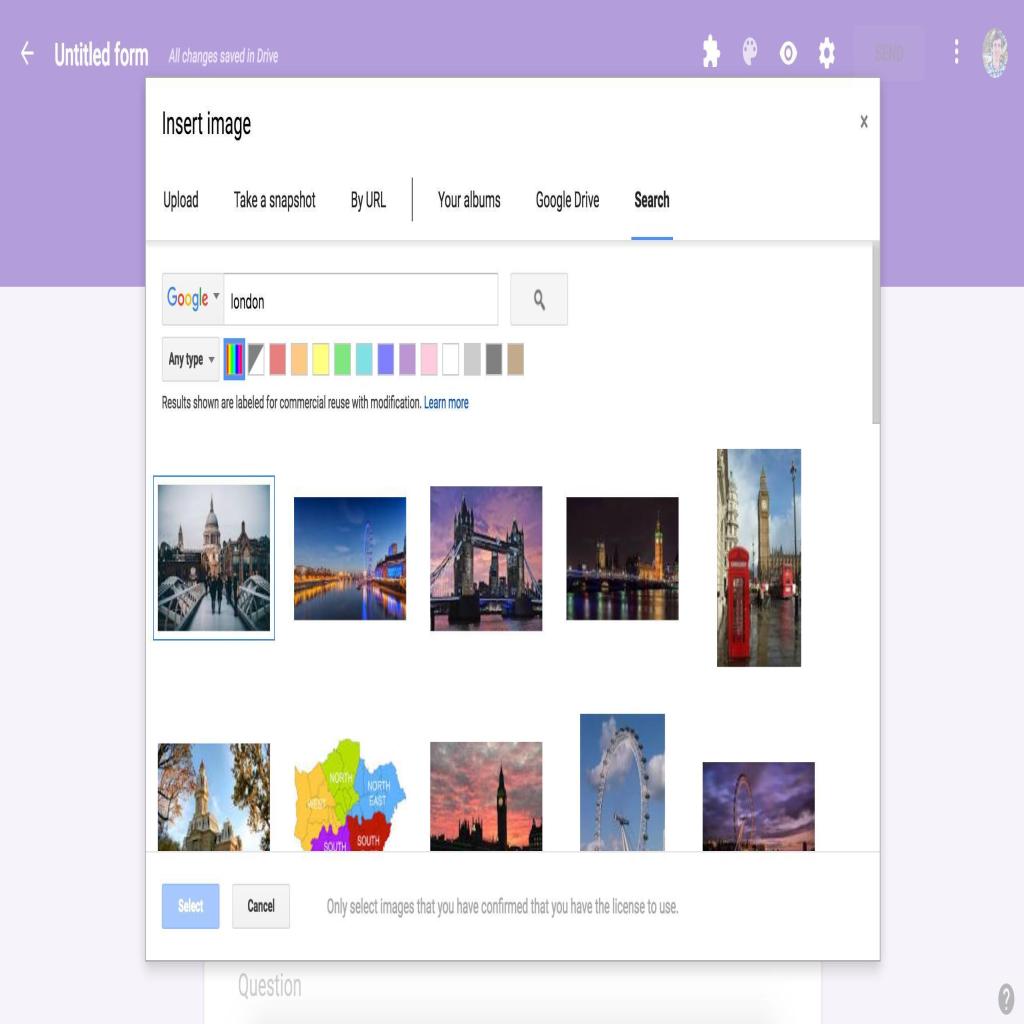 Untitled form
All changes saved in Drive
SEND
Insert image
x
Upload
Take a snapshot
By URL
Your albums
Google Drive
Search
Google
london
Any type
Results shown are labeled for commercial reuse with modification. Learn more
NORTH
WEST
NORTH
EAST
SOUTH
SOUTH
Select
Cancel
Only select images that you have confirmed that you have the license to use.
Question
?